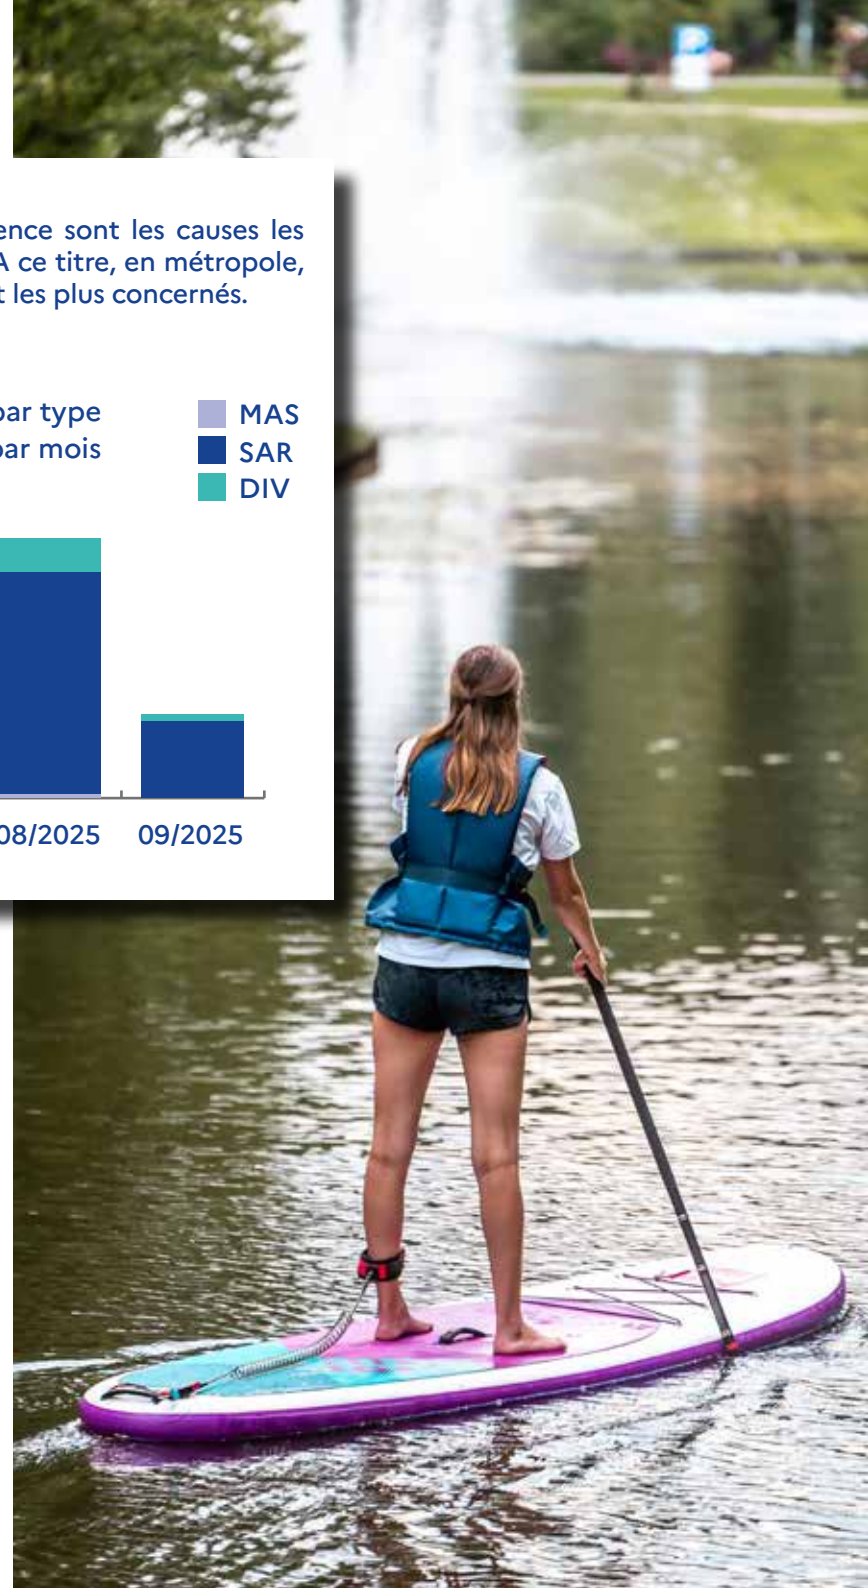 ence sont les causes les
A ce titre, en métropole,
t les plus concernés.
par type
par mois
MAS
SAR
DIV
08/2025
09/2025